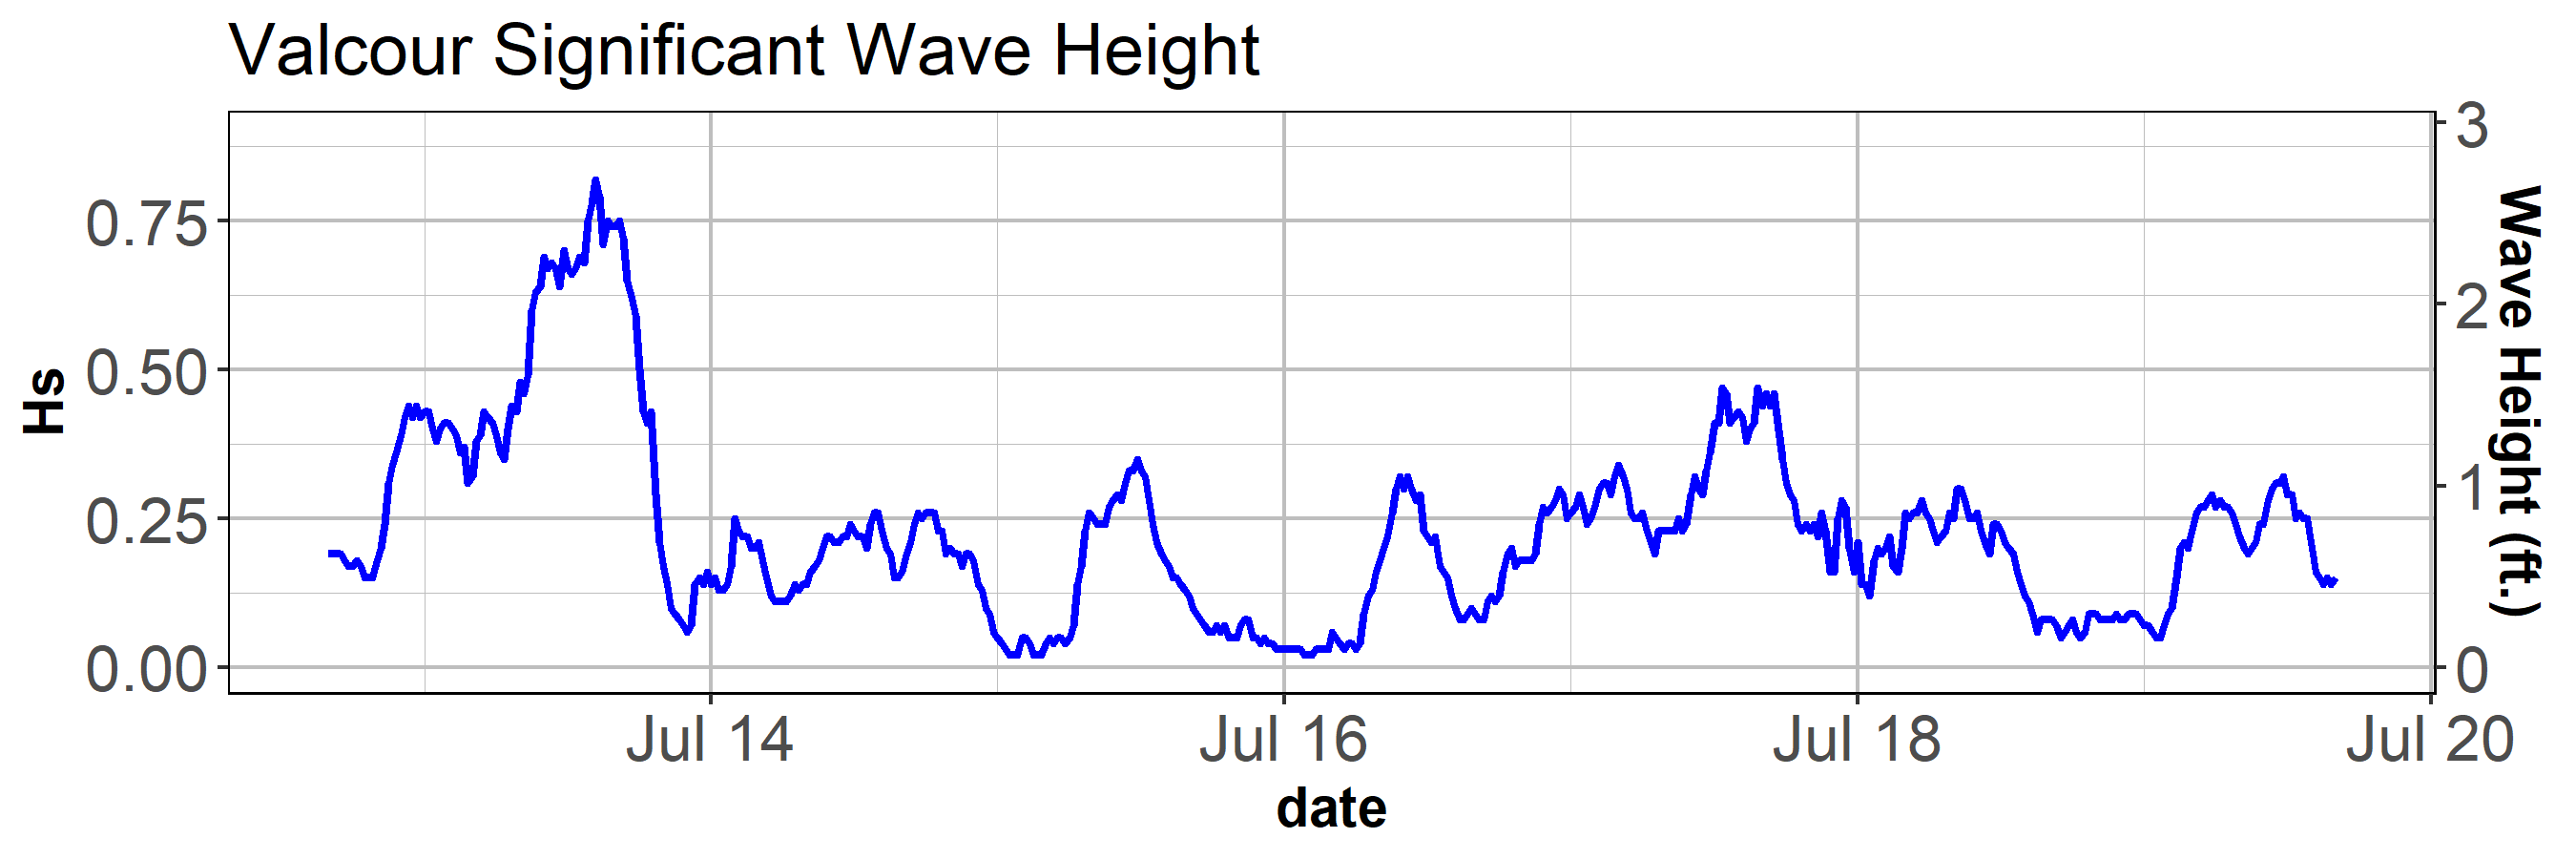 Valcour Significant Wave Height
Hs
0.75
0.50
0.25
0.00
3
2
1
0
Wave Height (ft.)
Jul 14 Jul 16 Jul 18 Jul 20
date